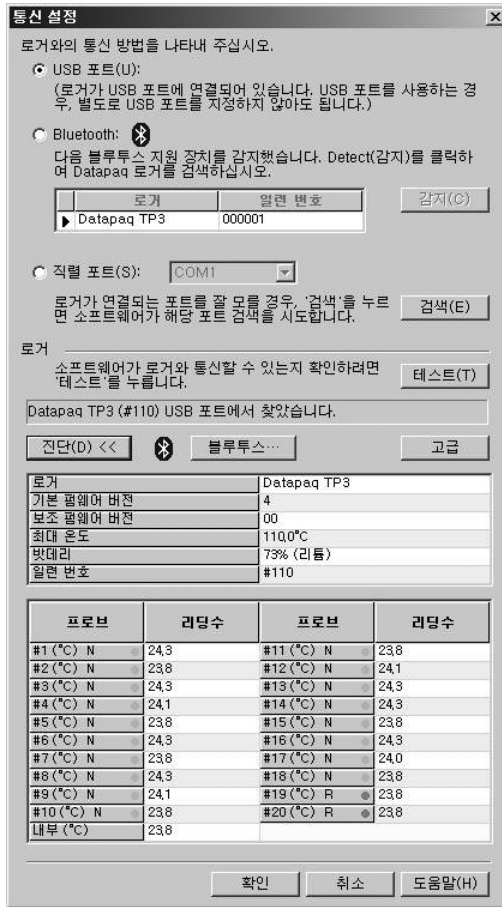 통신 설정
로거와의 통신 방법을 나타내 주십시오.
USB 포트(U):
(로거가 USB 포트에 연결되어 있습니다. USB 포트를 사용하는 경
우, 별도로 USB 포트를 지정하지 않아도 됩니다.)
Bluetooth:
다음 블루투스 지원 장치를 감지했습니다. Detect(감지)를 클릭하
여 Datapaq 로거를 검색하십시오.
로거 일련 번호
Datapaq TP3 000001
감지(C)
직렬 포트(S): COM1
로거가 연결되는 포트를 잘 모를 경우, '검색'을 누르
면 소프트웨어가 해당 포트 검색을 시도합니다.
검색(E)
로거
소프트웨어가 로거와 통신할 수 있는지 확인하려면
'테스트'를 누릅니다.
테스트(T)
Datapaq TP3 (#110) USB 포트에서 찾았습니다.
진단(D) << 블루투스… 고급
로거 Datapaq TP3
기본 펌웨어 버전 4
보조 펌웨어 버전 00
최대 온도 110,0°C
밧데리 73% (리튬)
일련 번호 #110
프로브 리딩수 프로브 리딩수
#1 (°C) N 24,3 #11 (°C) N 23,8
#2 (°C) N 23,8 #12 (°C) N 24,1
#3 (°C) N 24,3 #13 (°C) N 24,3
#4 (°C) N 24,1 #14 (°C) N 24,3
#5 (°C) N 23,8 #15 (°C) N 23,8
#6 (°C) N 24,3 #16 (°C) N 24,3
#7 (°C) N 23,8 #17 (°C) N 24,0
#8 (°C) N 24,3 #18 (°C) N 23,8
#9 (°C) N 24,1 #19 (°C) R 23,8
#10 (°C) N 23,8 #20 (°C) R 23,8
내부 (°C) 23,8
확인 취소 도움말(H)